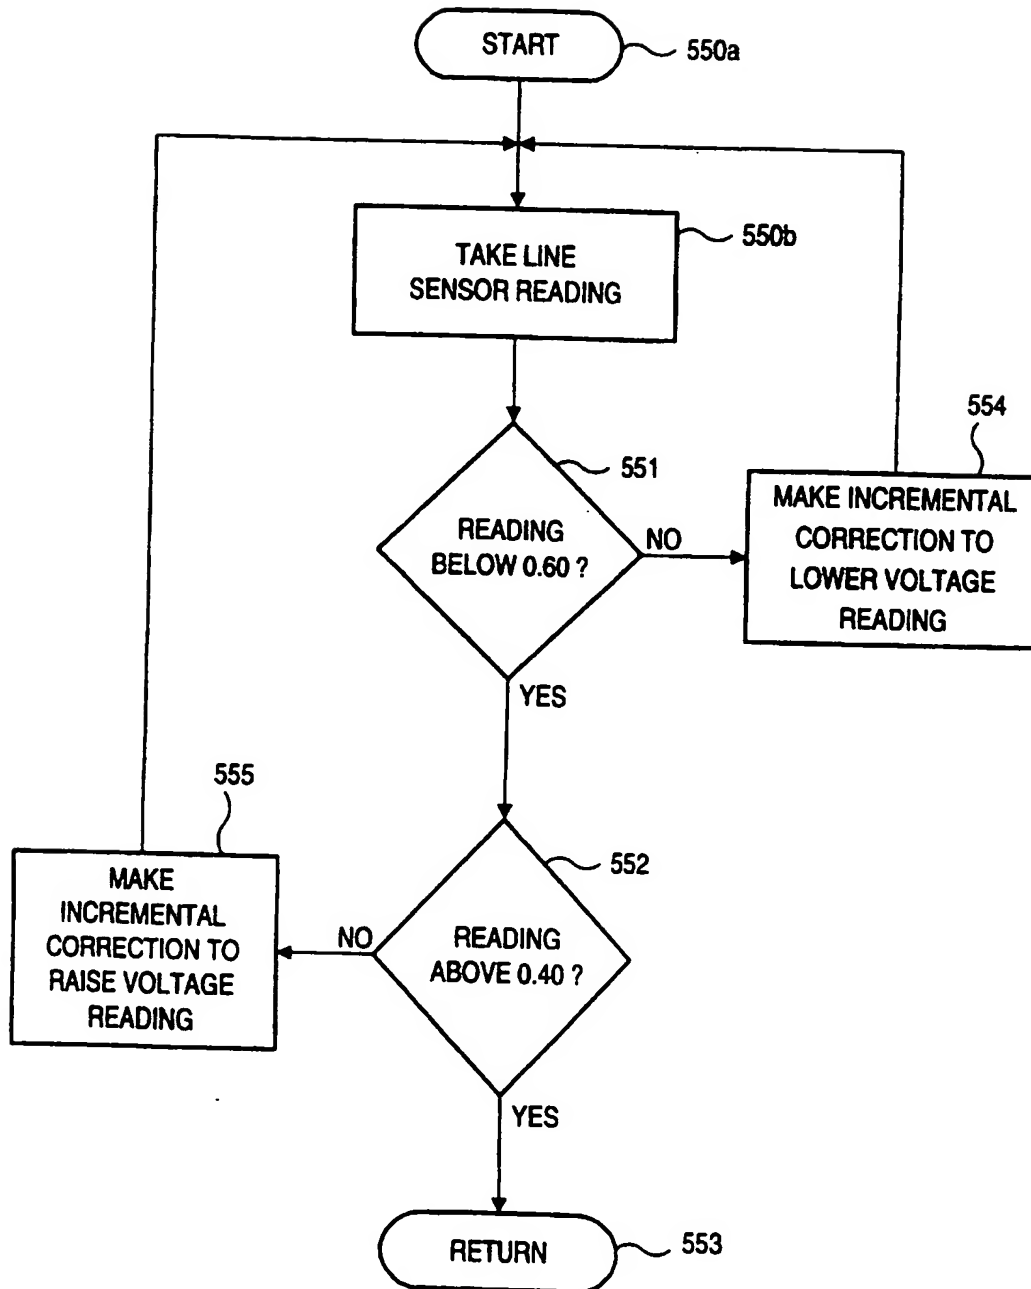 START
550a
TAKE LINE
SENSOR READING
550b
551
READING
BELOW 0.60 ?
NO
554
MAKE INCREMENTAL
CORRECTION TO
LOWER VOLTAGE
READING
YES
552
READING
ABOVE 0.40 ?
NO
555
MAKE
INCREMENTAL
CORRECTION TO
RAISE VOLTAGE
READING
YES
RETURN
553